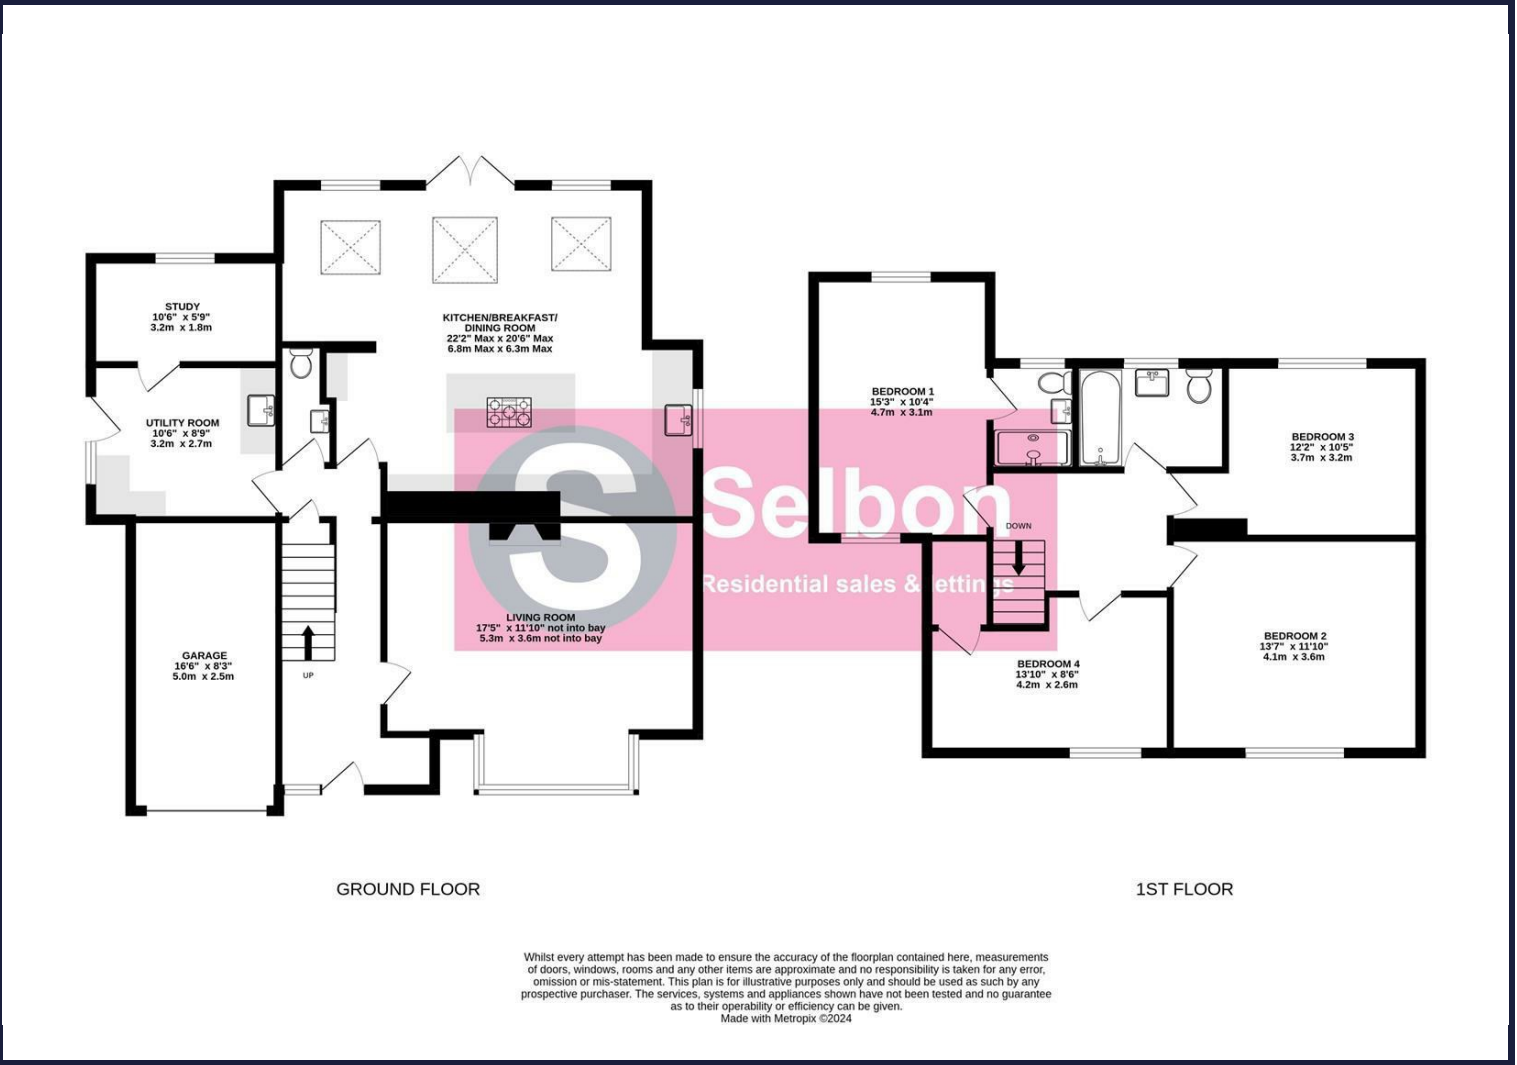 STUDY
10'6" x 5'9"
3.2m x 1.8m
KITCHEN/BREAKFAST/
DINING ROOM
22'2" Max x 20'6" Max
6.8m Max x 6.3m Max
UTILITY ROOM
10'6" x 8'9"
3.2m x 2.7m
LIVING ROOM
17'5" x 11'10" not into bay
5.3m x 3.6m not into bay
GARAGE
16'6" x 8'3"
5.0m x 2.5m
UP
BEDROOM 1
15'3" x 10'4"
4.7m x 3.1m
BEDROOM 3
12'2" x 10'5"
3.7m x 3.2m
DOWN
BEDROOM 2
13'7" x 11'10"
4.1m x 3.6m
BEDROOM 4
13'10" x 8'6"
4.2m x 2.6m
S
Selbon
Residential sales & lettings
GROUND FLOOR
1ST FLOOR
Whilst every attempt has been made to ensure the accuracy of the floorplan contained here, measurements
of doors, windows, rooms and any other items are approximate and no responsibility is taken for any error,
omission or mis-statement. This plan is for illustrative purposes only and should be used as such by any
prospective purchaser. The services, systems and appliances shown have not been tested and no guarantee
as to their operability or efficiency can be given.
Made with Metropix ©2024